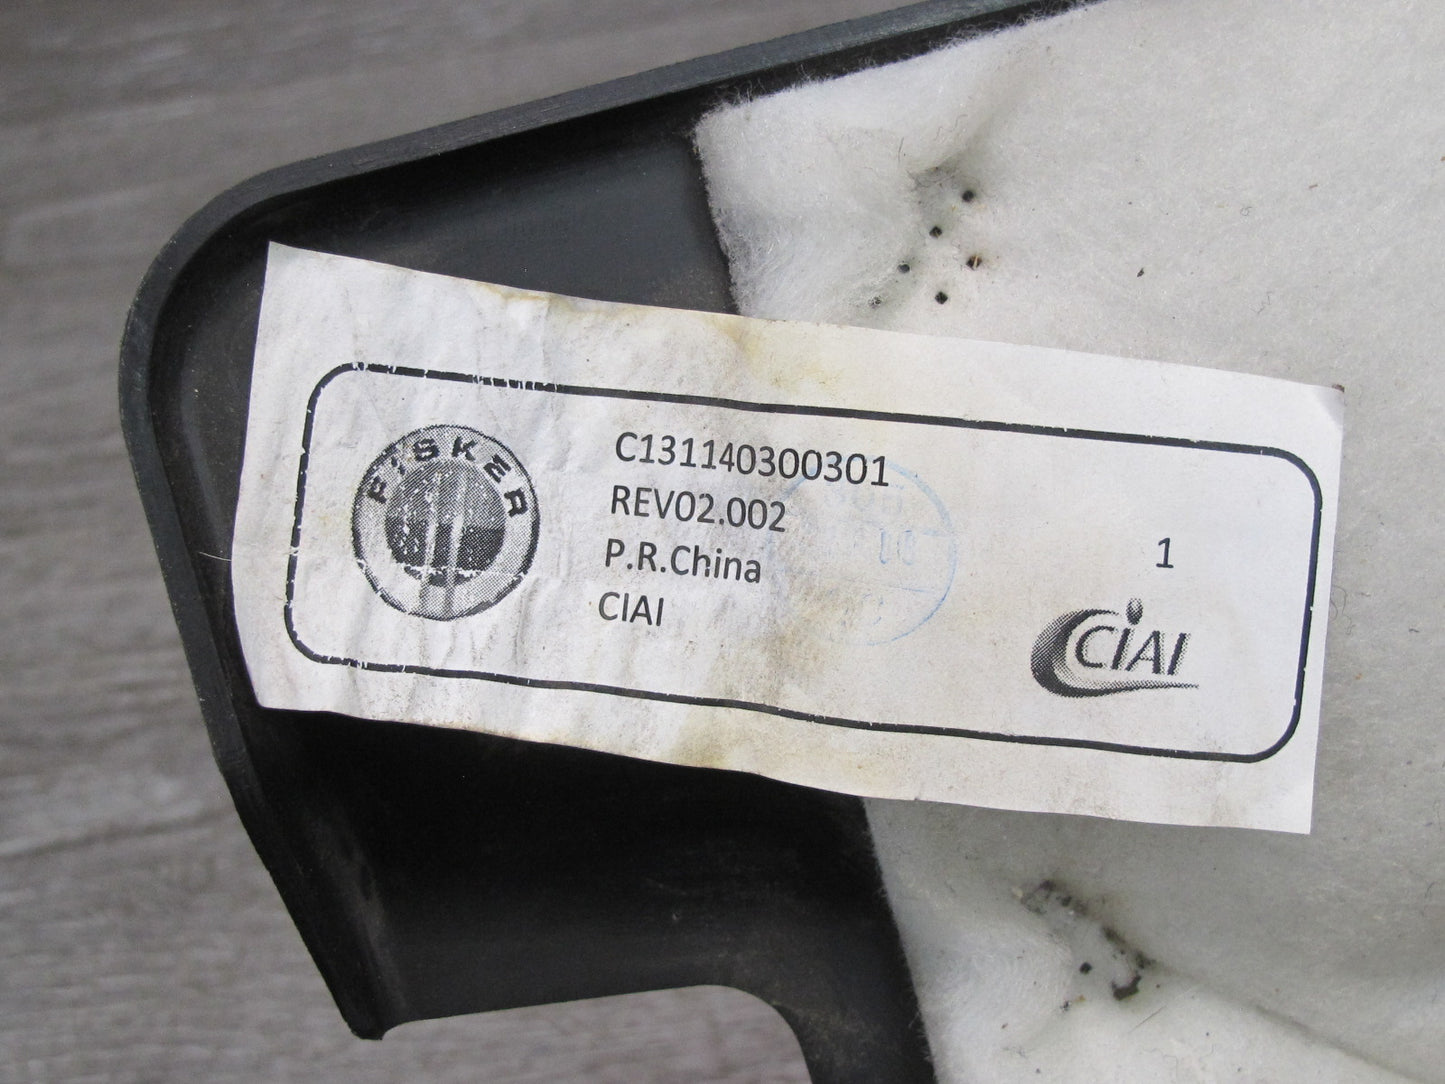 FISKER
C131140300301
REV02.002
P.R.China
CIAI
1
CIAI